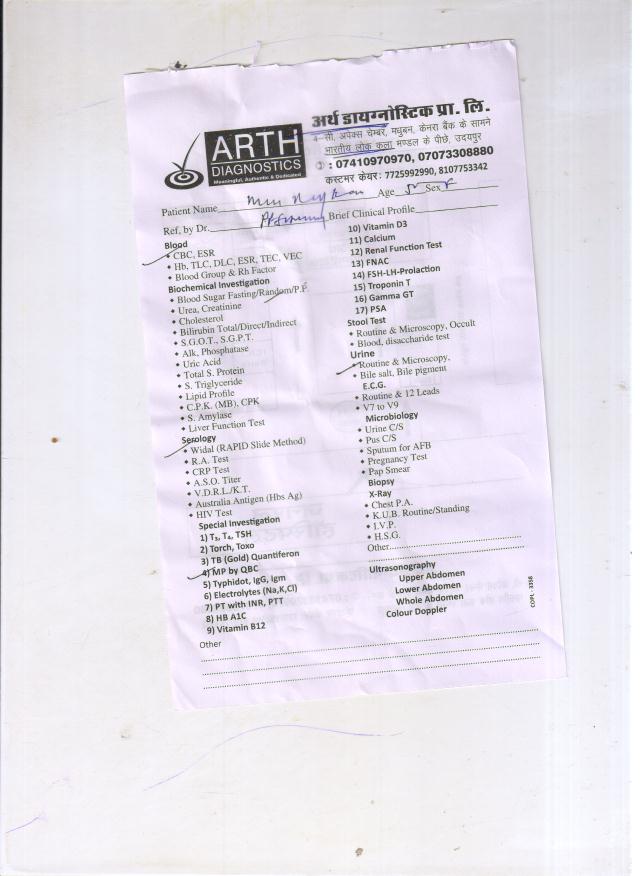 ARTH
DIAGNOSTICS
Meaningful, Authentic & Dedicated
अर्थ डायग्नोस्टिक प्रा. लि.
4-सी, अपेक्स चेम्बर, मधुबन, केनरा बैंक के सामने
भारतीय लोक कला मण्डल के पीछे, उदयपुर
: 07410970970, 07073308880
कस्टमर केयर: 7725992990, 8107753342
Patient Name Age Sex
Ref, by Dr. Brief Clinical Profile
Blood
• CBC, ESR
• Hb, TLC, DLC, ESR, TEC, VEC
• Blood Group & Rh Factor
Biochemical Investigation
• Blood Sugar Fasting/Random/P.P.
• Urea, Creatinine
• Cholesterol
• Bilirubin Total/Direct/Indirect
• S.G.O.T., S.G.P.T.
• Alk, Phosphatase
• Uric Acid
• Total S. Protein
• S. Triglyceride
• Lipid Profile
• C.P.K. (MB), CPK
• S. Amylase
• Liver Function Test
Serology
• Widal (RAPID Slide Method)
• R.A. Test
• CRP Test
• A.S.O. Titer
• V.D.R.L./K.T.
• Australia Antigen (Hbs Ag)
• HIV Test
Special Investigation
1) T₃, T₄, TSH
2) Torch, Toxo
3) TB (Gold) Quantiferon
4) MP by QBC
5) Typhidot, IgG, Igm
6) Electrolytes (Na,K,Cl)
7) PT with INR, PTT
8) HB A1C
9) Vitamin B12
Other
10) Vitamin D3
11) Calcium
12) Renal Function Test
13) FNAC
14) FSH-LH-Prolaction
15) Troponin T
16) Gamma GT
17) PSA
Stool Test
• Routine & Microscopy, Occult
• Blood, disaccharide test
Urine
• Routine & Microscopy,
• Bile salt, Bile pigment
E.C.G.
• Routine & 12 Leads
• V7 to V9
Microbiology
• Urine C/S
• Pus C/S
• Sputum for AFB
• Pregnancy Test
• Pap Smear
Biopsy
X-Ray
• Chest P.A.
• K.U.B. Routine/Standing
• I.V.P.
• H.S.G.
Other
Ultrasonography
Upper Abdomen
Lower Abdomen
Whole Abdomen
Colour Doppler
COPL - 3358